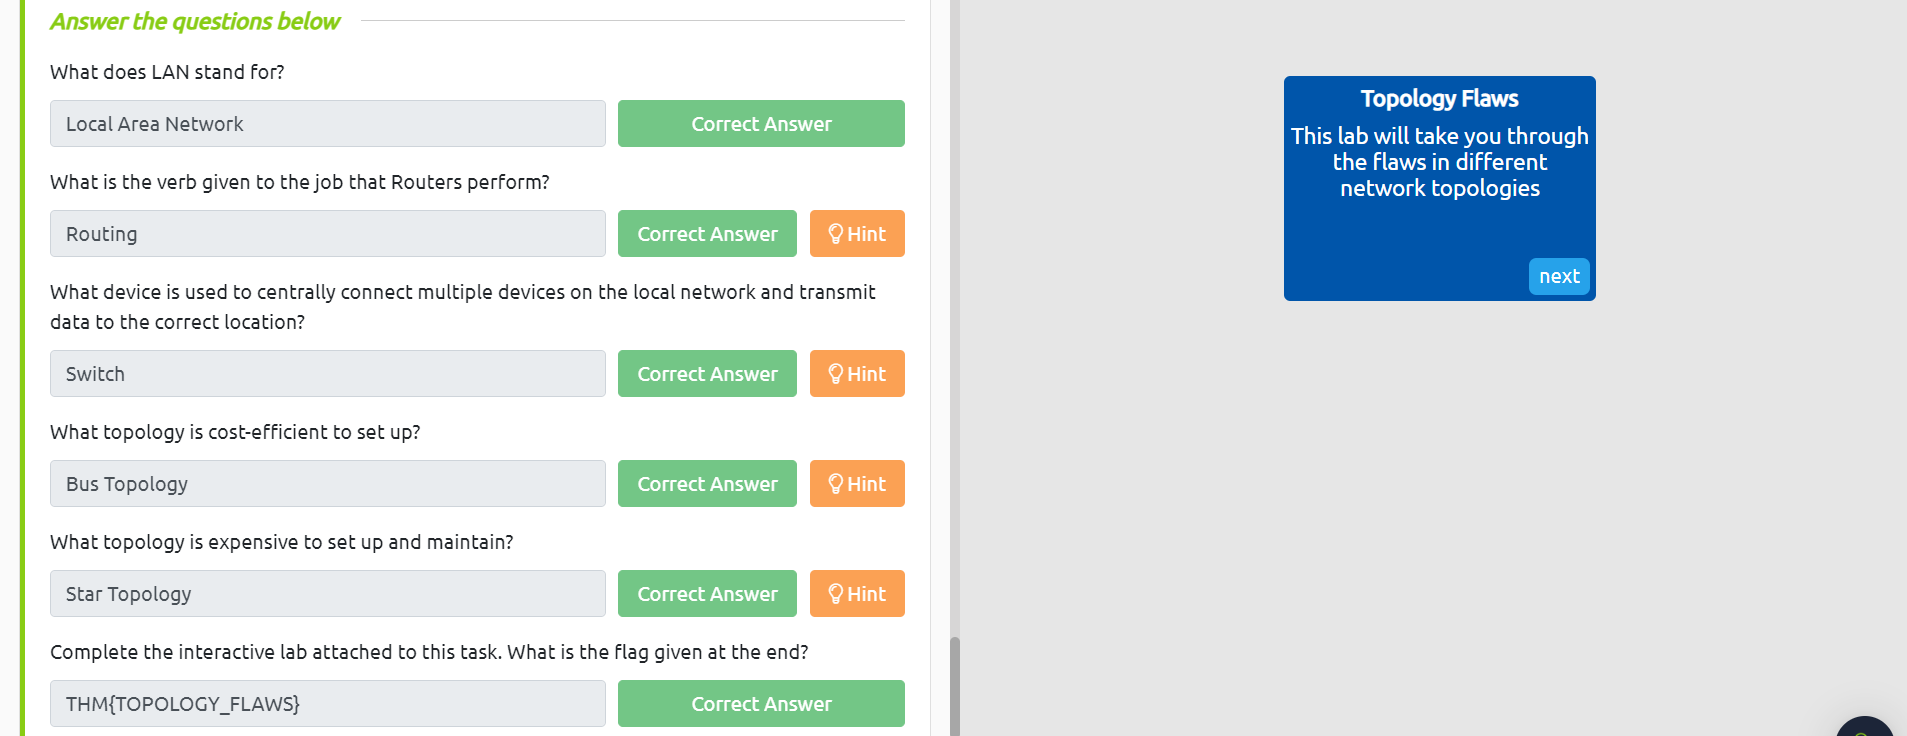 Answer the questions below
What does LAN stand for?
Local Area Network
Correct Answer
What is the verb given to the job that Routers perform?
Routing
Correct Answer
Hint
What device is used to centrally connect multiple devices on the local network and transmit
data to the correct location?
Switch
Correct Answer
Hint
What topology is cost-efficient to set up?
Bus Topology
Correct Answer
Hint
What topology is expensive to set up and maintain?
Star Topology
Correct Answer
Hint
Complete the interactive lab attached to this task. What is the flag given at the end?
THM{TOPOLOGY_FLAWS}
Correct Answer
Topology Flaws
This lab will take you through
the flaws in different
network topologies
next